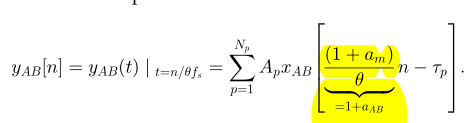 y_{AB}[n] = y_{AB}(t) |_{t=n/θf_s} = \sum_{p=1}^{N_p} A_p x_{AB} \left[ \underbrace{\frac{(1 + a_m)}{θ}}_{=1+a_{AB}} n − τ_p \right].